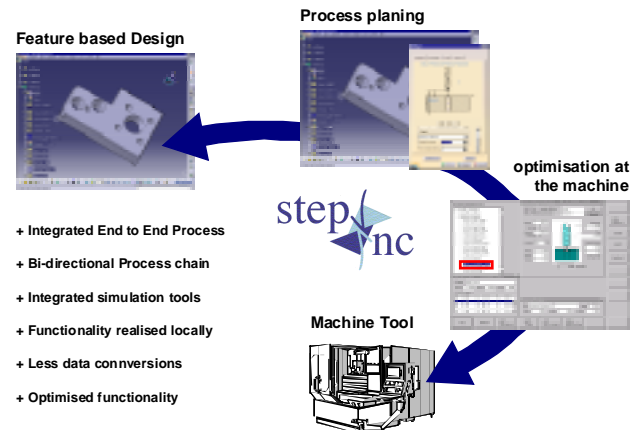 Process planing
Feature based Design
optimisation at
the machine
step
nc
+ Integrated End to End Process
+ Bi-directional Process chain
+ Integrated simulation tools
+ Functionality realised locally
+ Less data connversions
+ Optimised functionality
Machine Tool